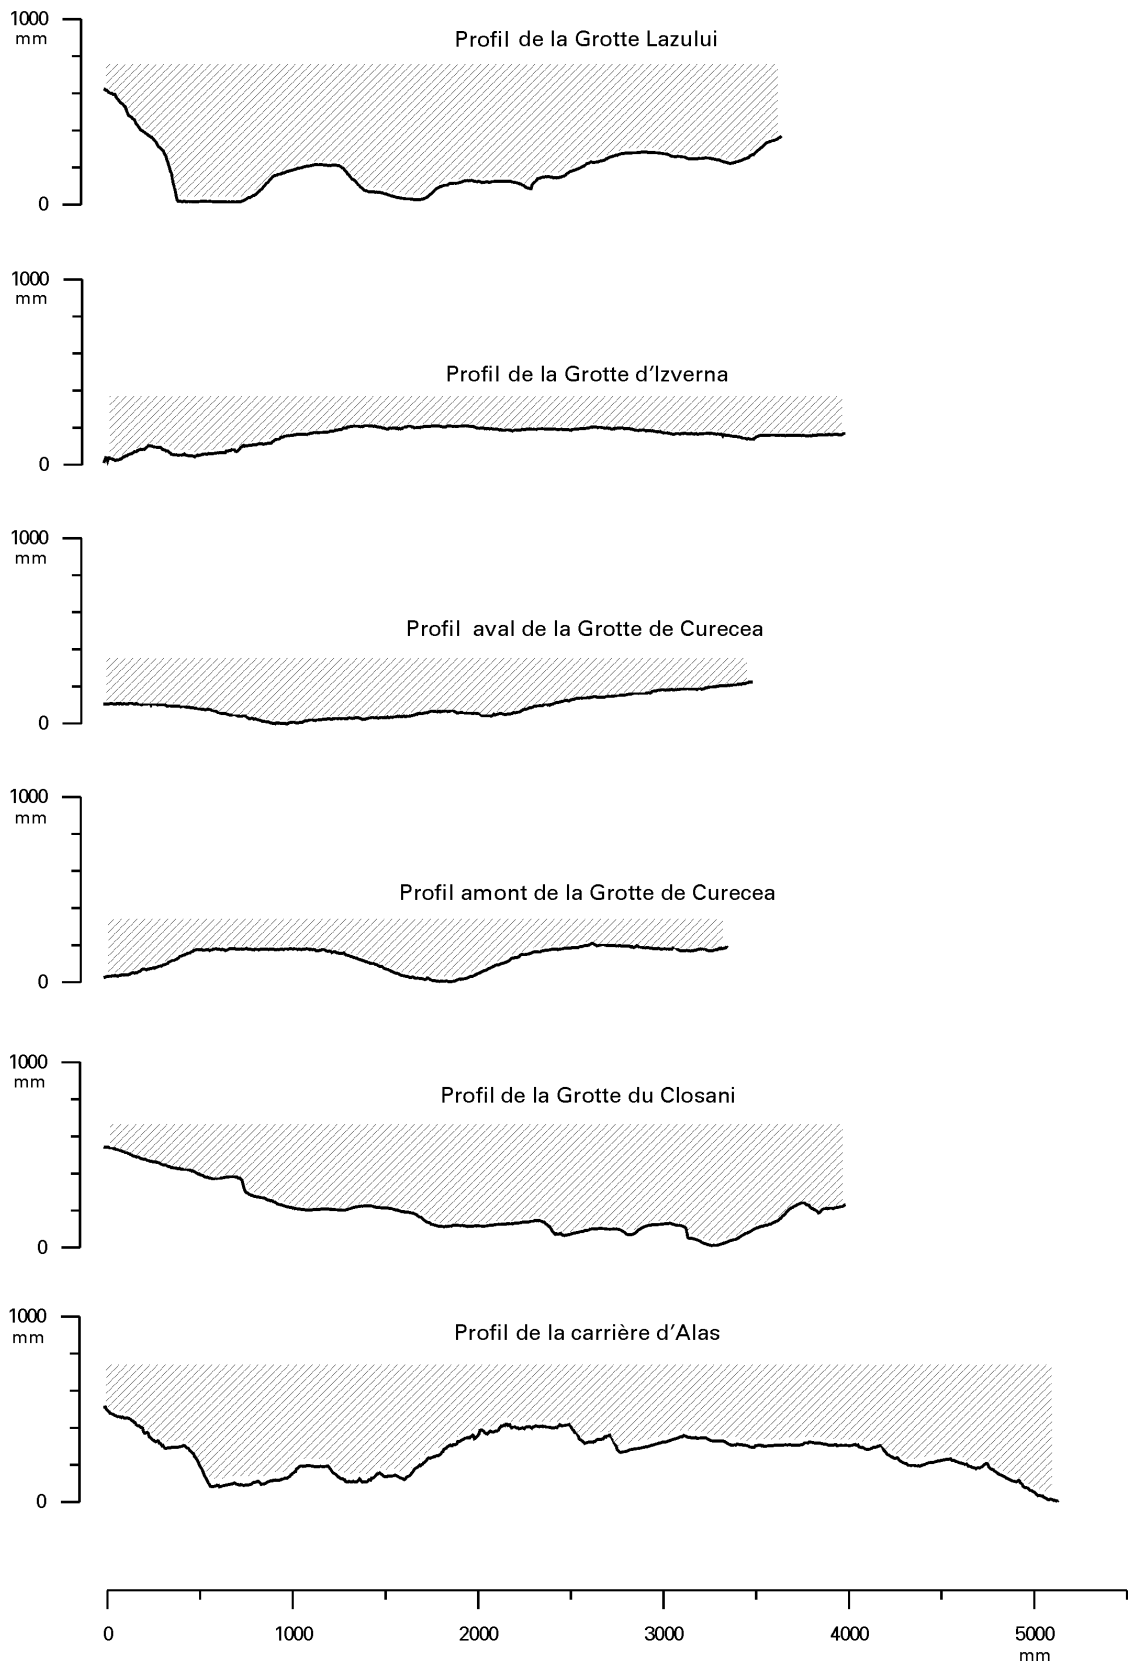 1000
mm
Profil de la Grotte Lazului
0
1000
mm
Profil de la Grotte d'Izverna
0
1000
mm
Profil aval de la Grotte de Curecea
0
1000
mm
Profil amont de la Grotte de Curecea
0
1000
mm
Profil de la Grotte du Closani
0
1000
mm
Profil de la carrière d'Alas
0
0 1000 2000 3000 4000 5000
mm